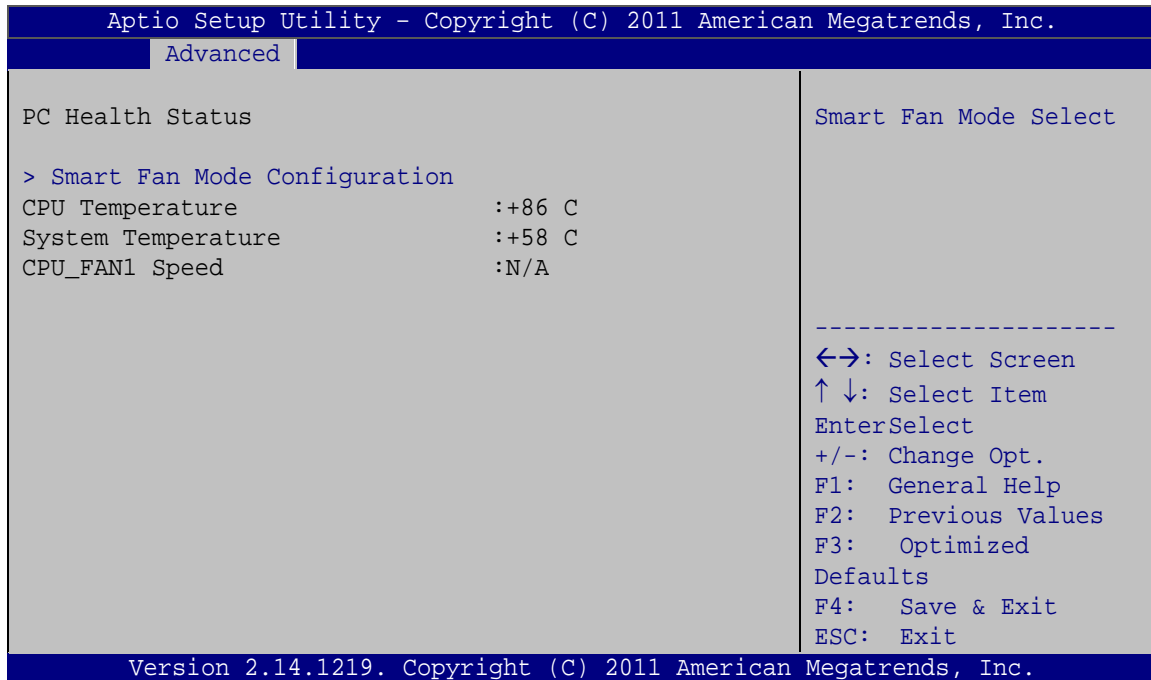 Aptio Setup Utility – Copyright (C) 2011 American Megatrends, Inc.
Advanced
PC Health Status
> Smart Fan Mode Configuration
CPU Temperature :+86 C
System Temperature :+58 C
CPU_FAN1 Speed :N/A
Smart Fan Mode Select
---------------------
←→: Select Screen
↑ ↓: Select Item
EnterSelect
+/-: Change Opt.
F1: General Help
F2: Previous Values
F3: Optimized
Defaults
F4: Save & Exit
ESC: Exit
Version 2.14.1219. Copyright (C) 2011 American Megatrends, Inc.